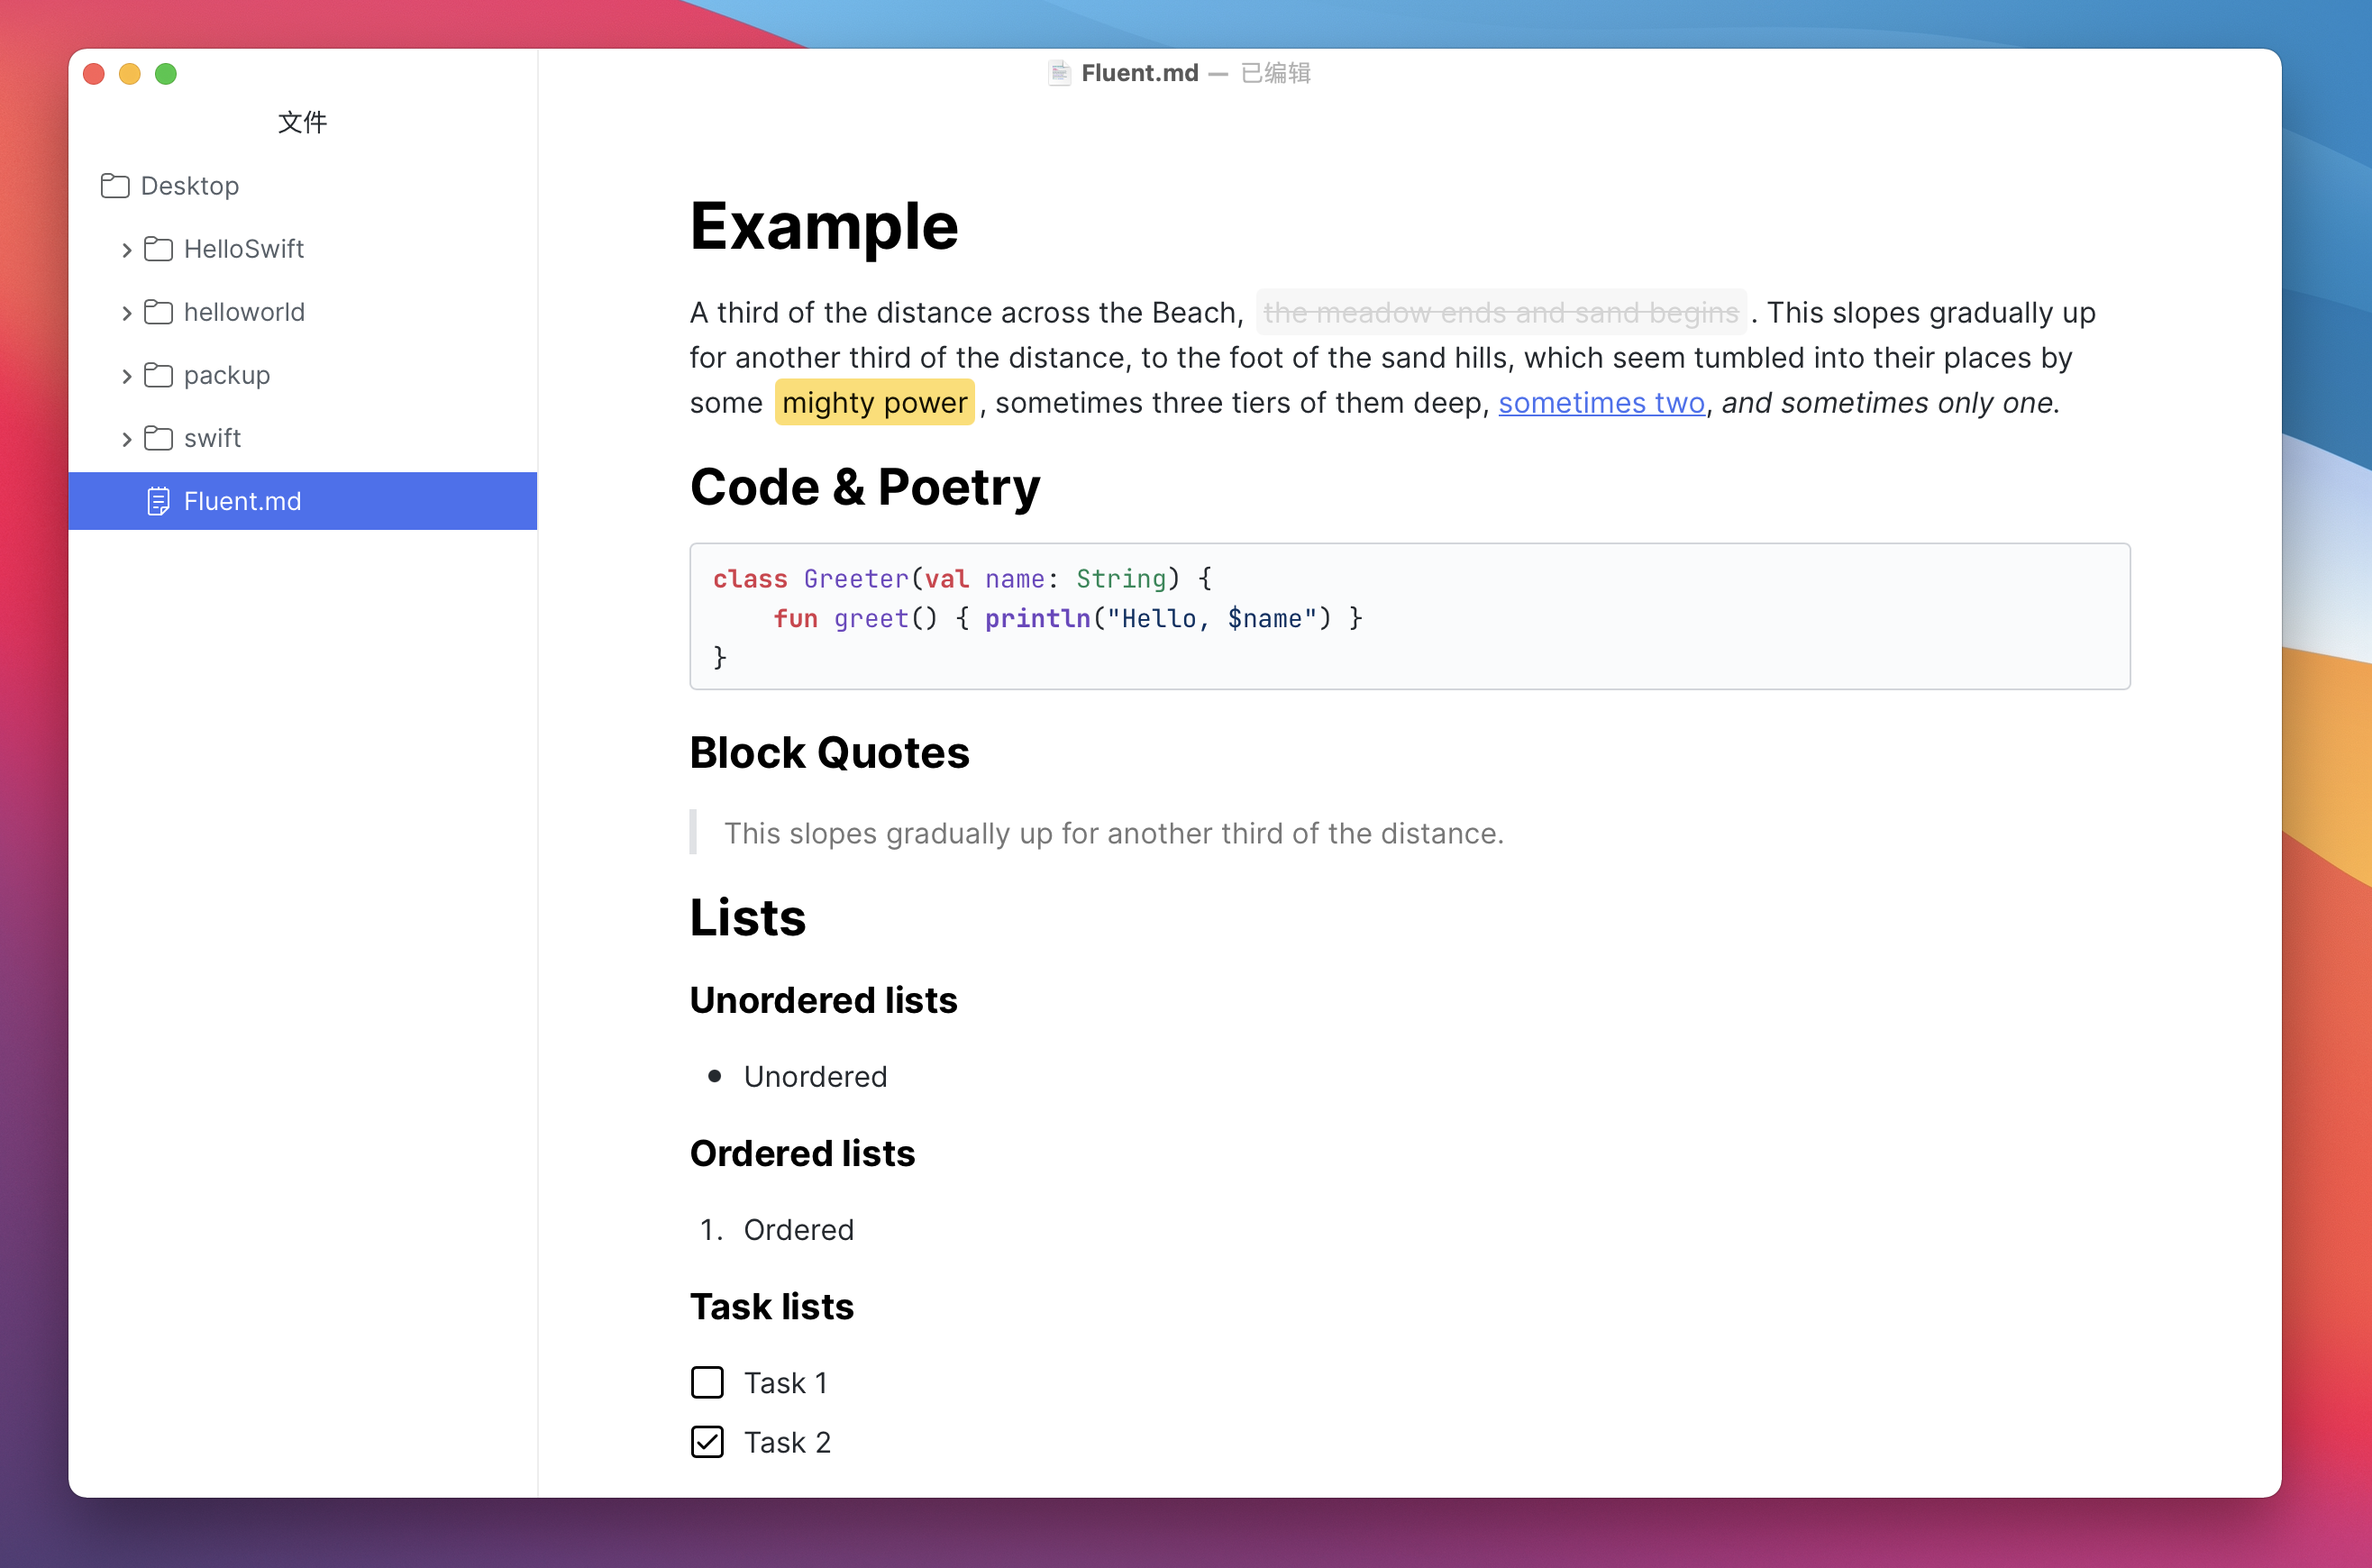 Fluent.md — 已编辑
文件
Desktop
HelloSwift
helloworld
packup
swift
Fluent.md
Example
A third of the distance across the Beach, the meadow ends and sand begins. This slopes gradually up
for another third of the distance, to the foot of the sand hills, which seem tumbled into their places by
some mighty power, sometimes three tiers of them deep, sometimes two, and sometimes only one.
Code & Poetry
class Greeter(val name: String) {
    fun greet() { println("Hello, $name") }
}
Block Quotes
This slopes gradually up for another third of the distance.
Lists
Unordered lists
• Unordered
Ordered lists
1. Ordered
Task lists
Task 1
Task 2